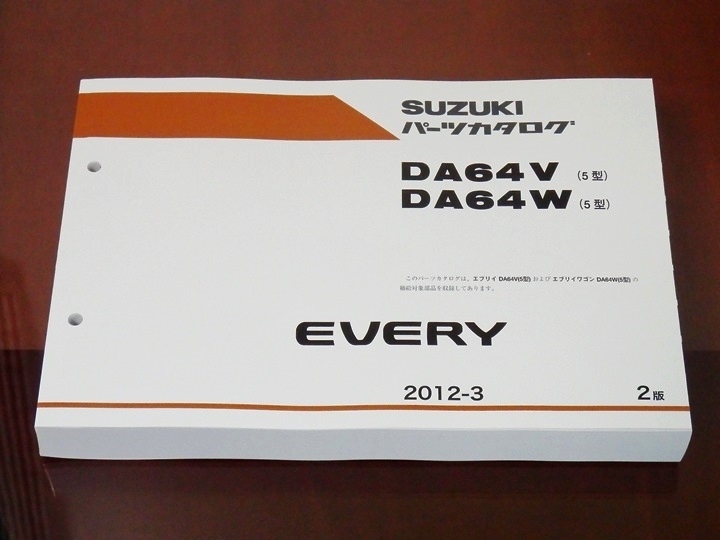 SUZUKI
パーツカタログ
DA64V (5型)
DA64W (5型)
このパーツカタログは、エブリイ DA64V(5型) および エブリイワゴン DA64W(5型) の
補給対象部品を収録してあります。
EVERY
2012-3 2版